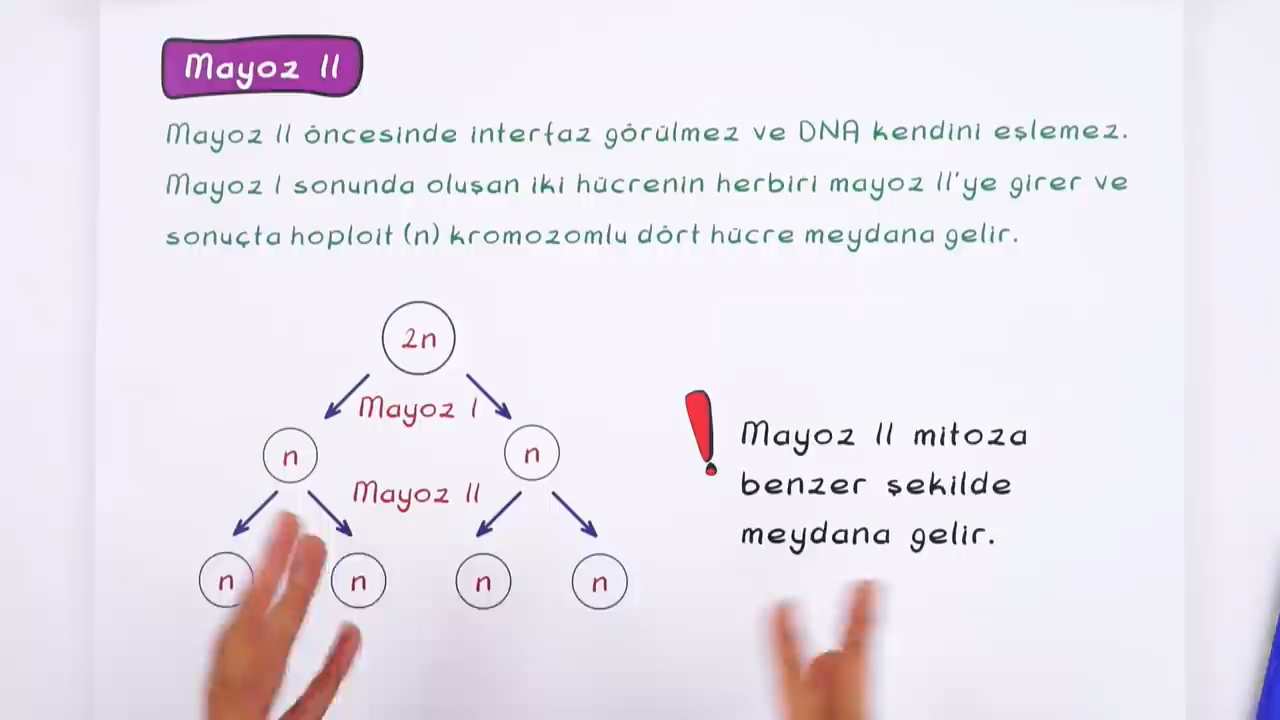 Mayoz II
Mayoz II öncesinde interfaz görülmez ve DNA kendini eşlemez.
Mayoz I sonunda oluşan iki hücrenin herbiri mayoz II'ye girer ve
sonuçta hoploit (n) kromozomlu dört hücre meydana gelir.
2n
Mayoz I
n
n
Mayoz II
n
n
n
n
Mayoz II mitoza
benzer şekilde
meydana gelir.